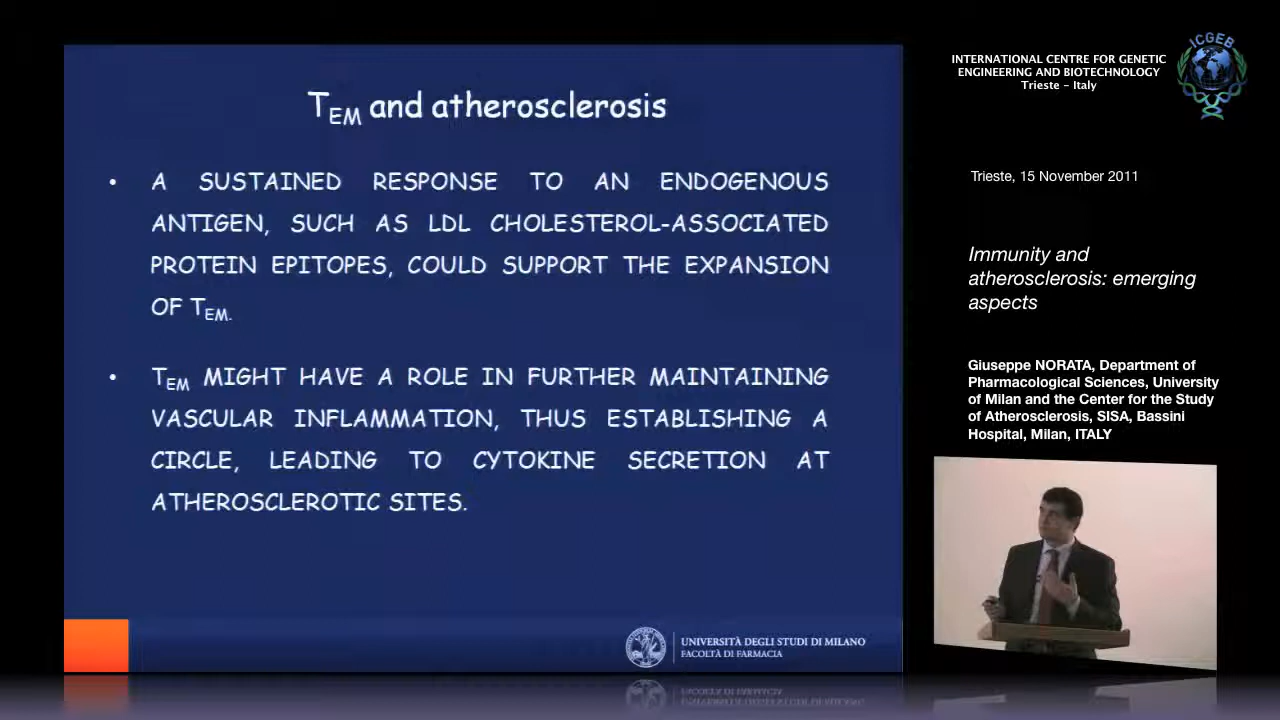 T_EM and atherosclerosis
• A SUSTAINED RESPONSE TO AN ENDOGENOUS
ANTIGEN, SUCH AS LDL CHOLESTEROL-ASSOCIATED
PROTEIN EPITOPES, COULD SUPPORT THE EXPANSION
OF T_EM.
• T_EM MIGHT HAVE A ROLE IN FURTHER MAINTAINING
VASCULAR INFLAMMATION, THUS ESTABLISHING A
CIRCLE, LEADING TO CYTOKINE SECRETION AT
ATHEROSCLEROTIC SITES.
UNIVERSITÀ DEGLI STUDI DI MILANO
FACOLTÀ DI FARMACIA
INTERNATIONAL CENTRE FOR GENETIC
ENGINEERING AND BIOTECHNOLOGY
Trieste - Italy
ICGEB
Trieste, 15 November 2011
Immunity and
atherosclerosis: emerging
aspects
Giuseppe NORATA, Department of
Pharmacological Sciences, University
of Milan and the Center for the Study
of Atherosclerosis, SISA, Bassini
Hospital, Milan, ITALY